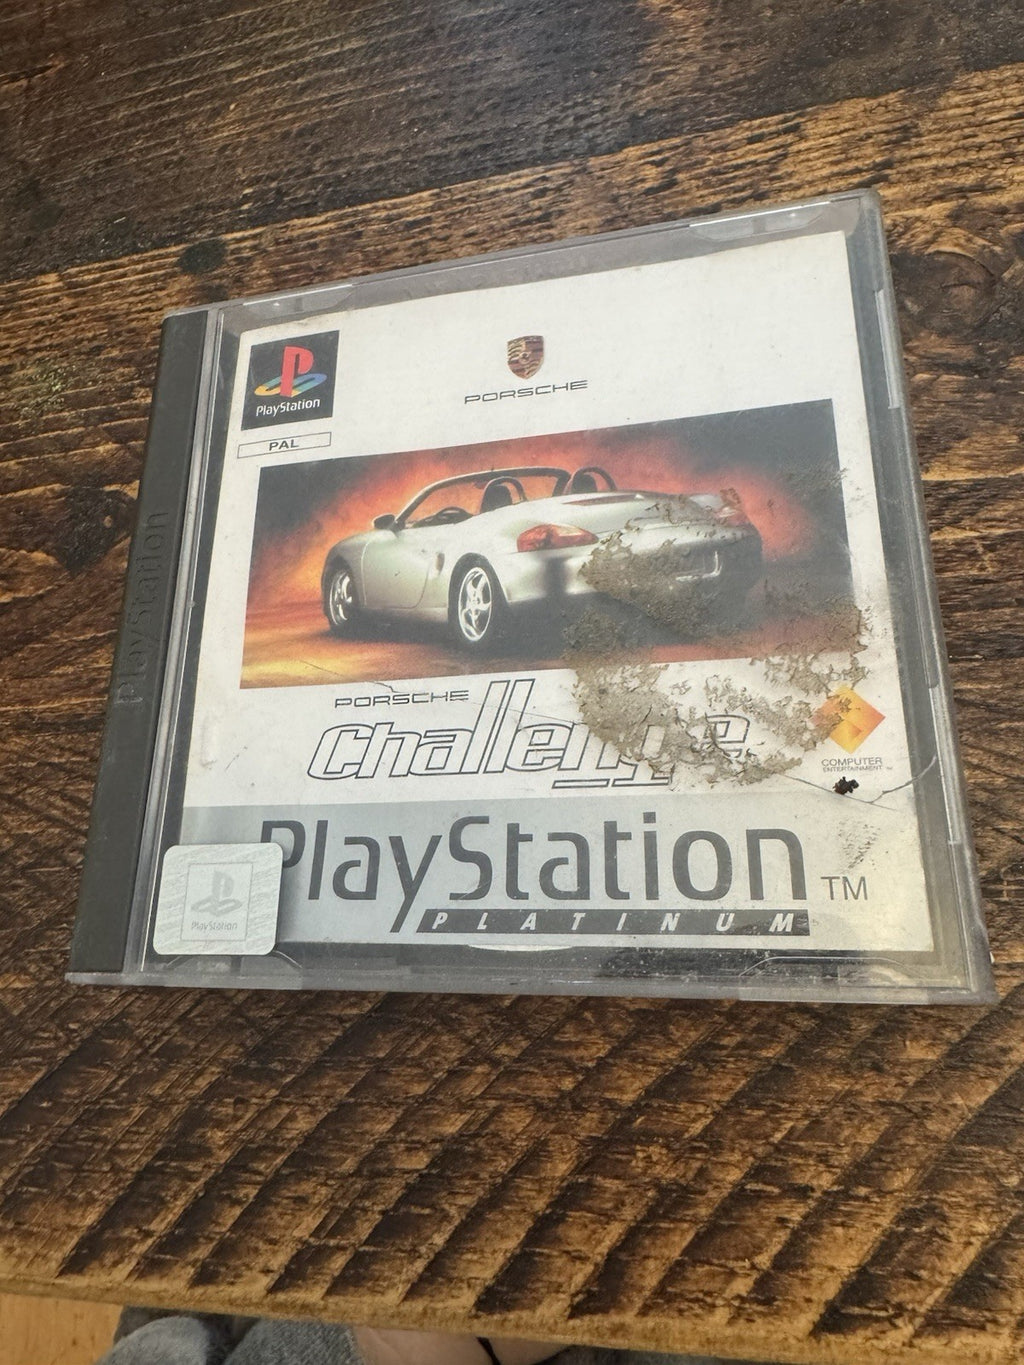 PORSCHE
PlayStation
PAL
PlayStation
PORSCHE
Challenge
COMPUTER
ENTERTAINMENT
PlayStation TM
PLATINUM
PlayStation